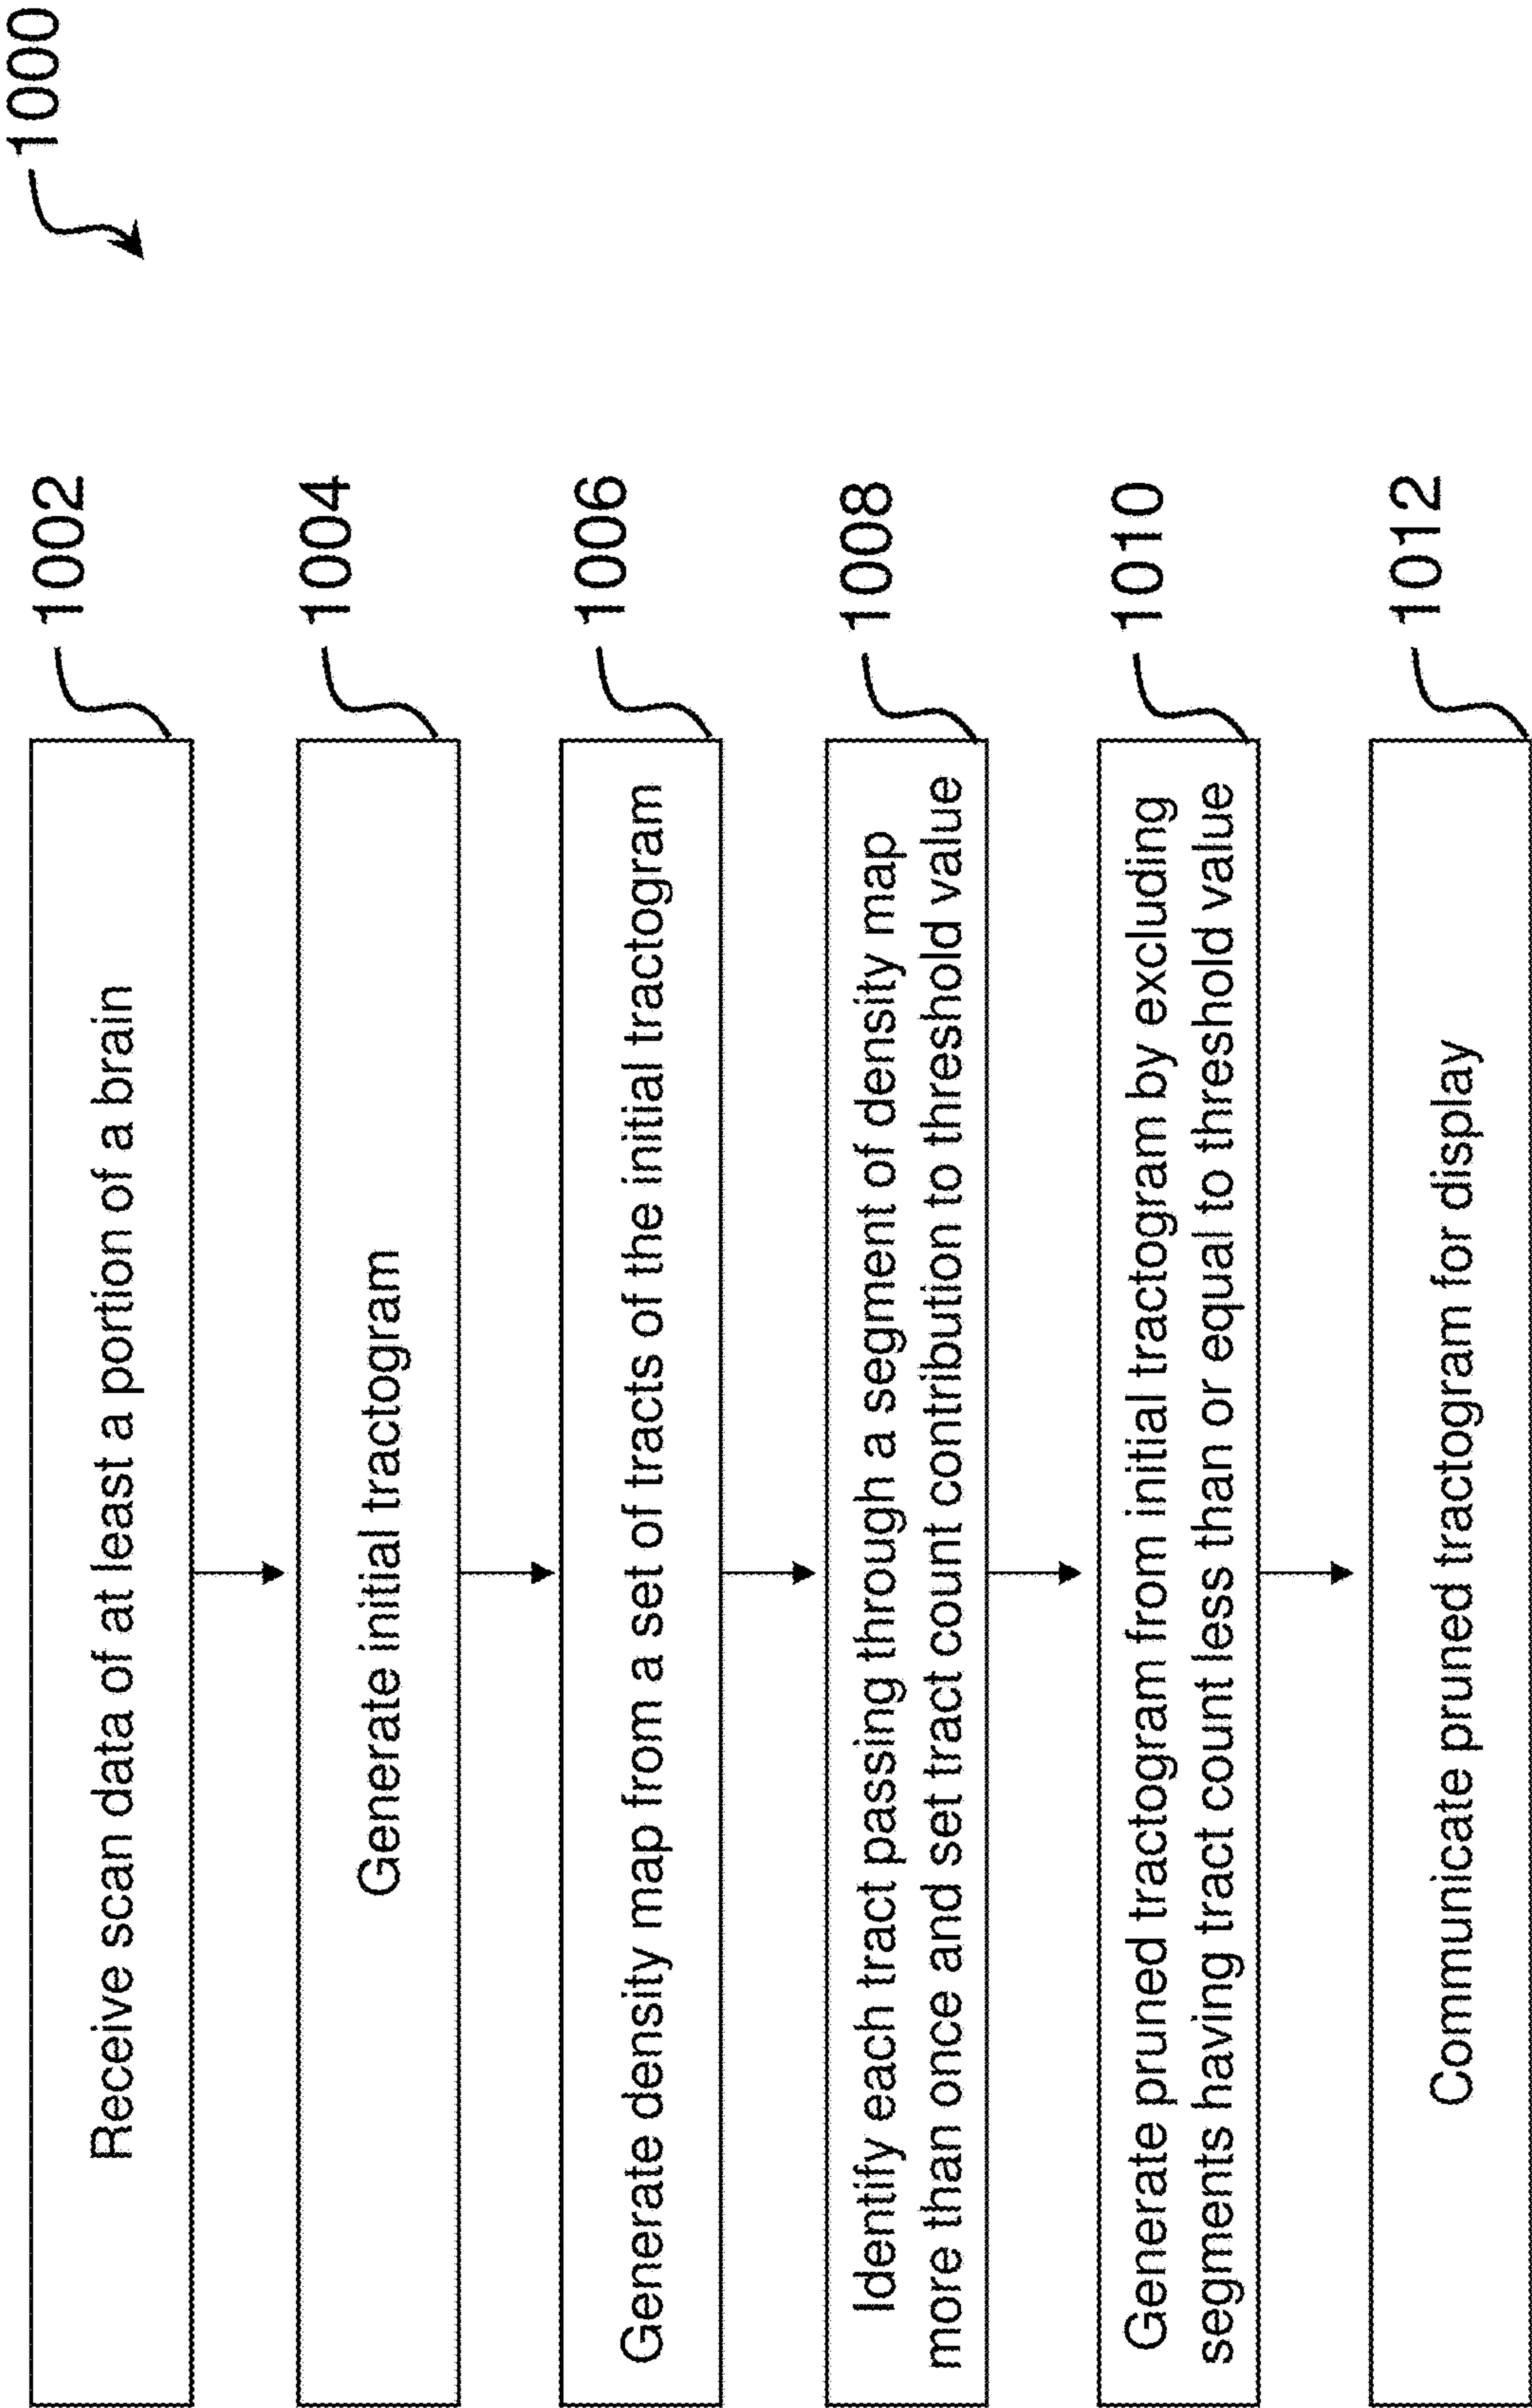 1000
1002
Receive scan data of at least a portion of a brain
1004
Generate initial tractogram
1006
Generate density map from a set of tracts of the initial tractogram
1008
Identify each tract passing through a segment of density map
more than once and set tract count contribution to threshold value
1010
Generate pruned tractogram from initial tractogram by excluding
segments having tract count less than or equal to threshold value
1012
Communicate pruned tractogram for display